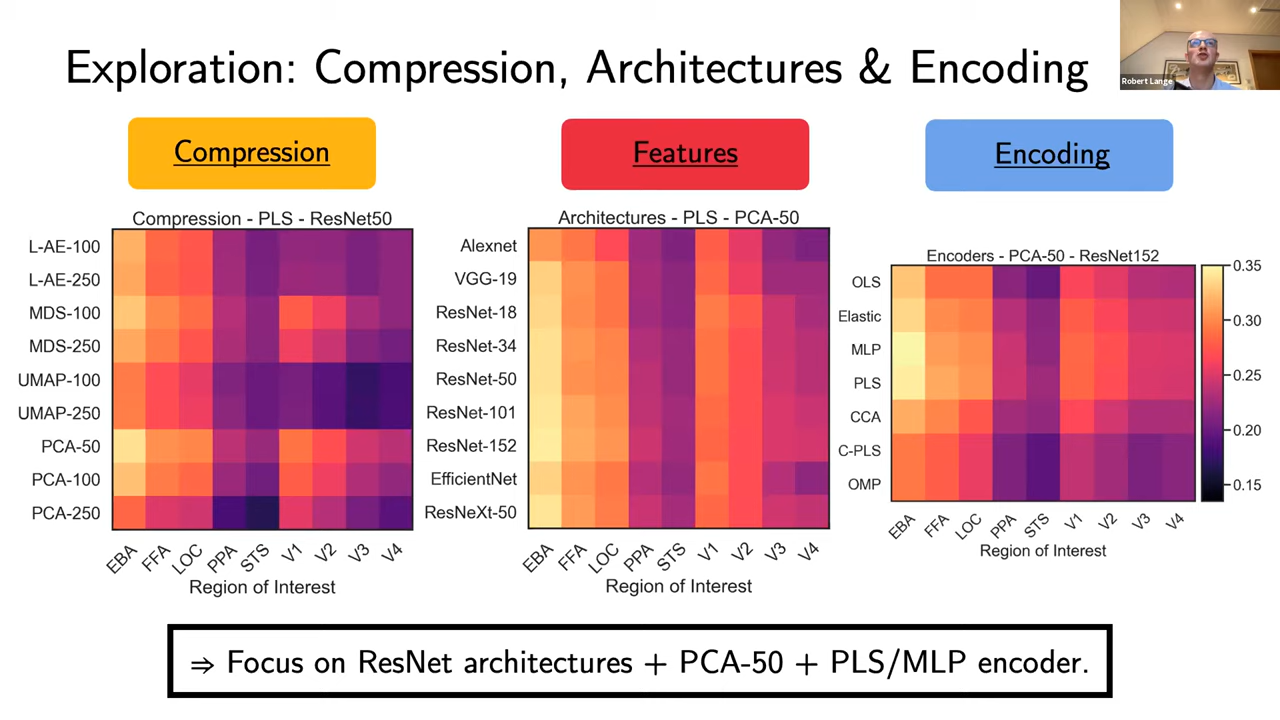 Exploration: Compression, Architectures & Encoding
Robert Lange
Compression
Features
Encoding
Compression - PLS - ResNet50
L-AE-100
L-AE-250
MDS-100
MDS-250
UMAP-100
UMAP-250
PCA-50
PCA-100
PCA-250
EBA FFA LOC PPA STS V1 V2 V3 V4
Region of Interest
Architectures - PLS - PCA-50
Alexnet
VGG-19
ResNet-18
ResNet-34
ResNet-50
ResNet-101
ResNet-152
EfficientNet
ResNeXt-50
EBA FFA LOC PPA STS V1 V2 V3 V4
Region of Interest
Encoders - PCA-50 - ResNet152
OLS
Elastic
MLP
PLS
CCA
C-PLS
OMP
EBA FFA LOC PPA STS V1 V2 V3 V4
Region of Interest
0.35
0.30
0.25
0.20
0.15
⇒ Focus on ResNet architectures + PCA-50 + PLS/MLP encoder.